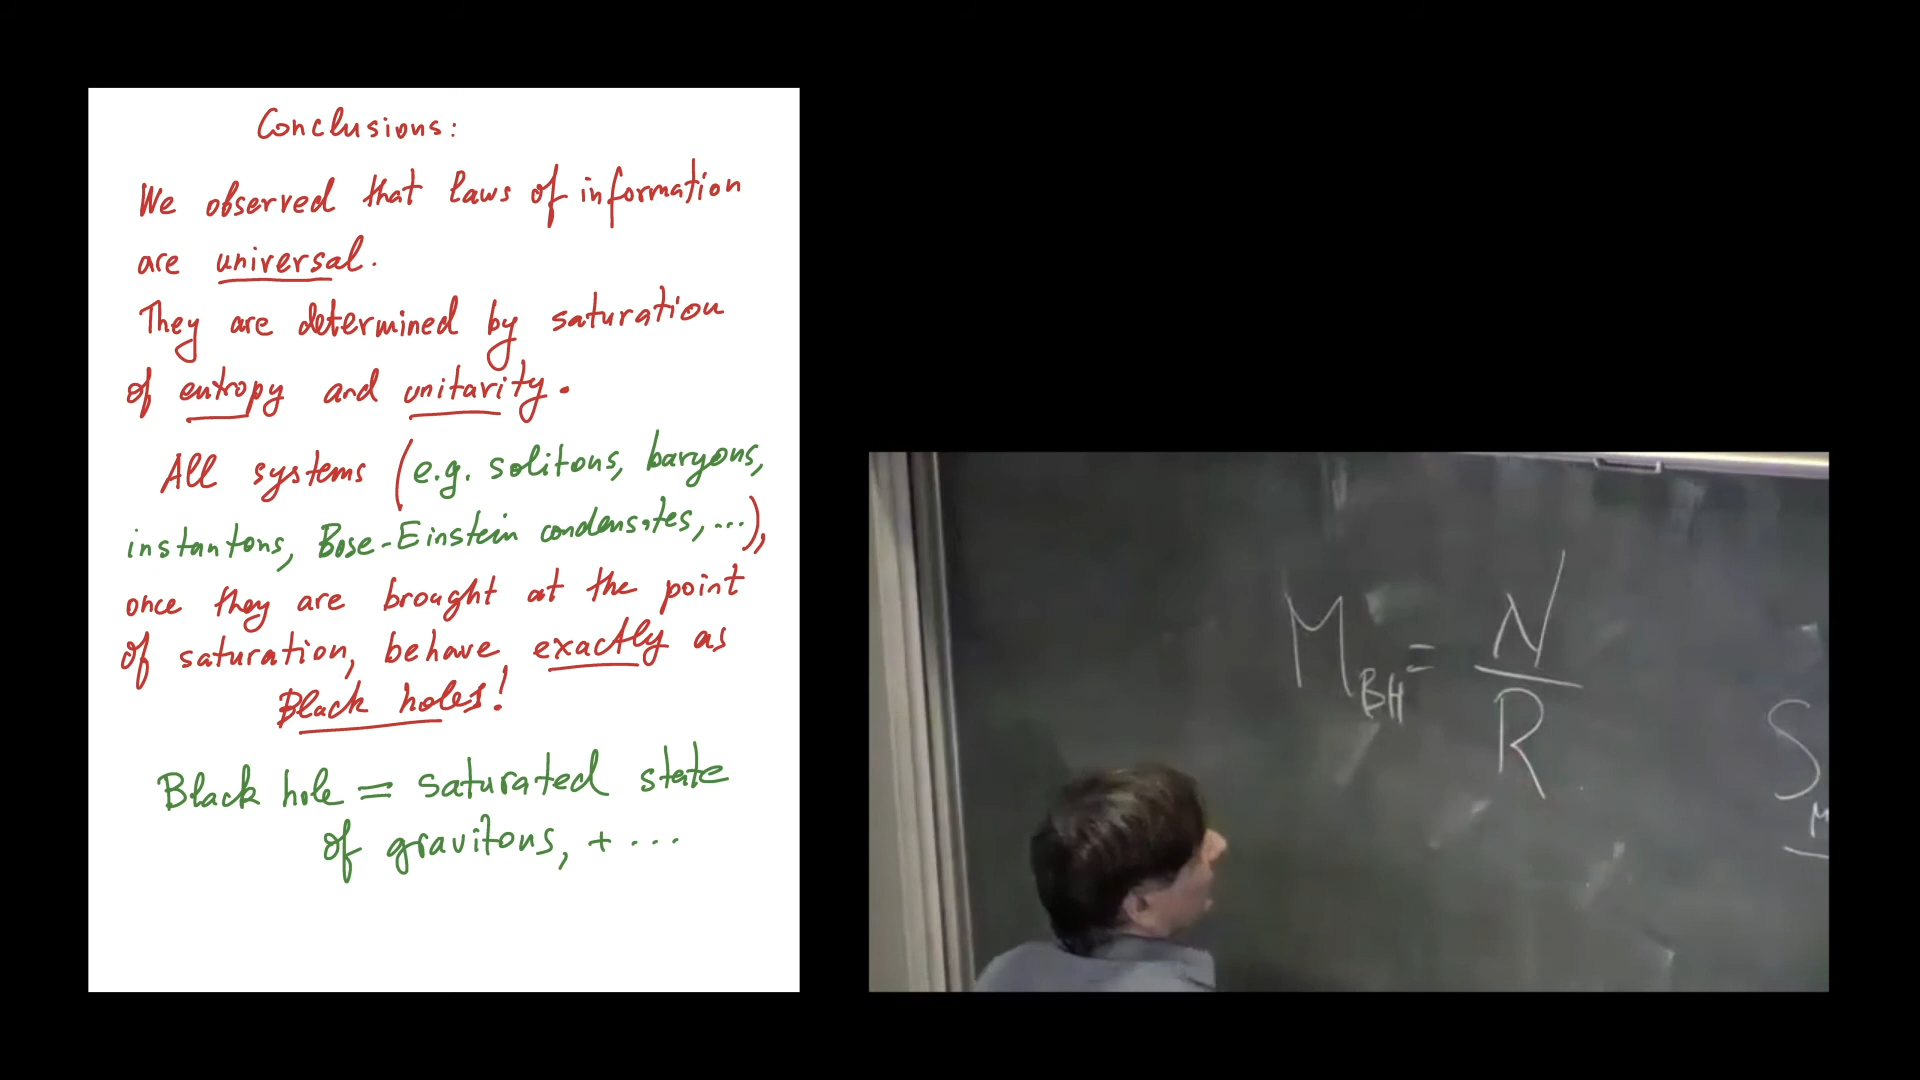 Conclusions:
We observed that laws of information
are universal.
They are determined by saturation
of entropy and unitarity.
All systems (e.g. solitons, baryons,
instantons, Bose-Einstein condensates, ...),
once they are brought at the point
of saturation, behave exactly as
Black holes!
Black hole = saturated state
of gravitons, + ...
M_BH = N/R
S